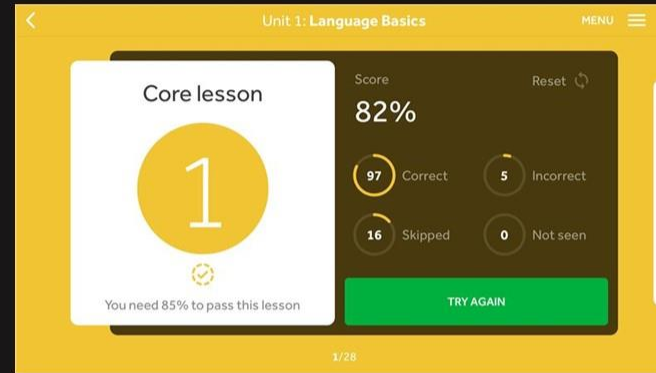 Unit 1: Language Basics
MENU
Core lesson
1
You need 85% to pass this lesson
Score
Reset
82%
97 Correct
5 Incorrect
16 Skipped
0 Not seen
TRY AGAIN
1/28